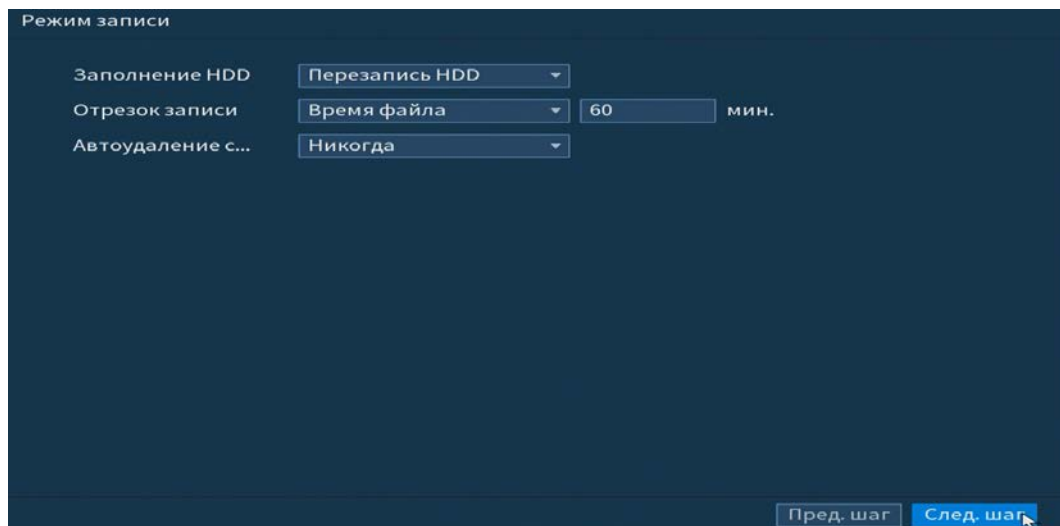 Режим записи
Заполнение HDD Перезапись HDD
Отрезок записи Время файла 60 мин.
Автоудаление с... Никогда
Пред. шаг След. шаг